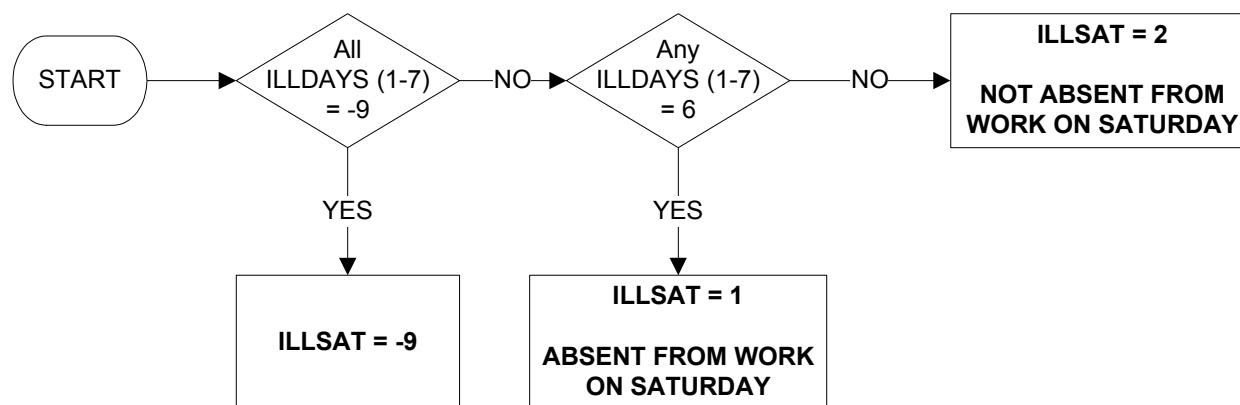 START
All
ILLDAYS (1-7)
= -9
NO
Any
ILLDAYS (1-7)
= 6
NO
ILLSAT = 2
NOT ABSENT FROM
WORK ON SATURDAY
YES
YES
ILLSAT = -9
ILLSAT = 1
ABSENT FROM WORK
ON SATURDAY